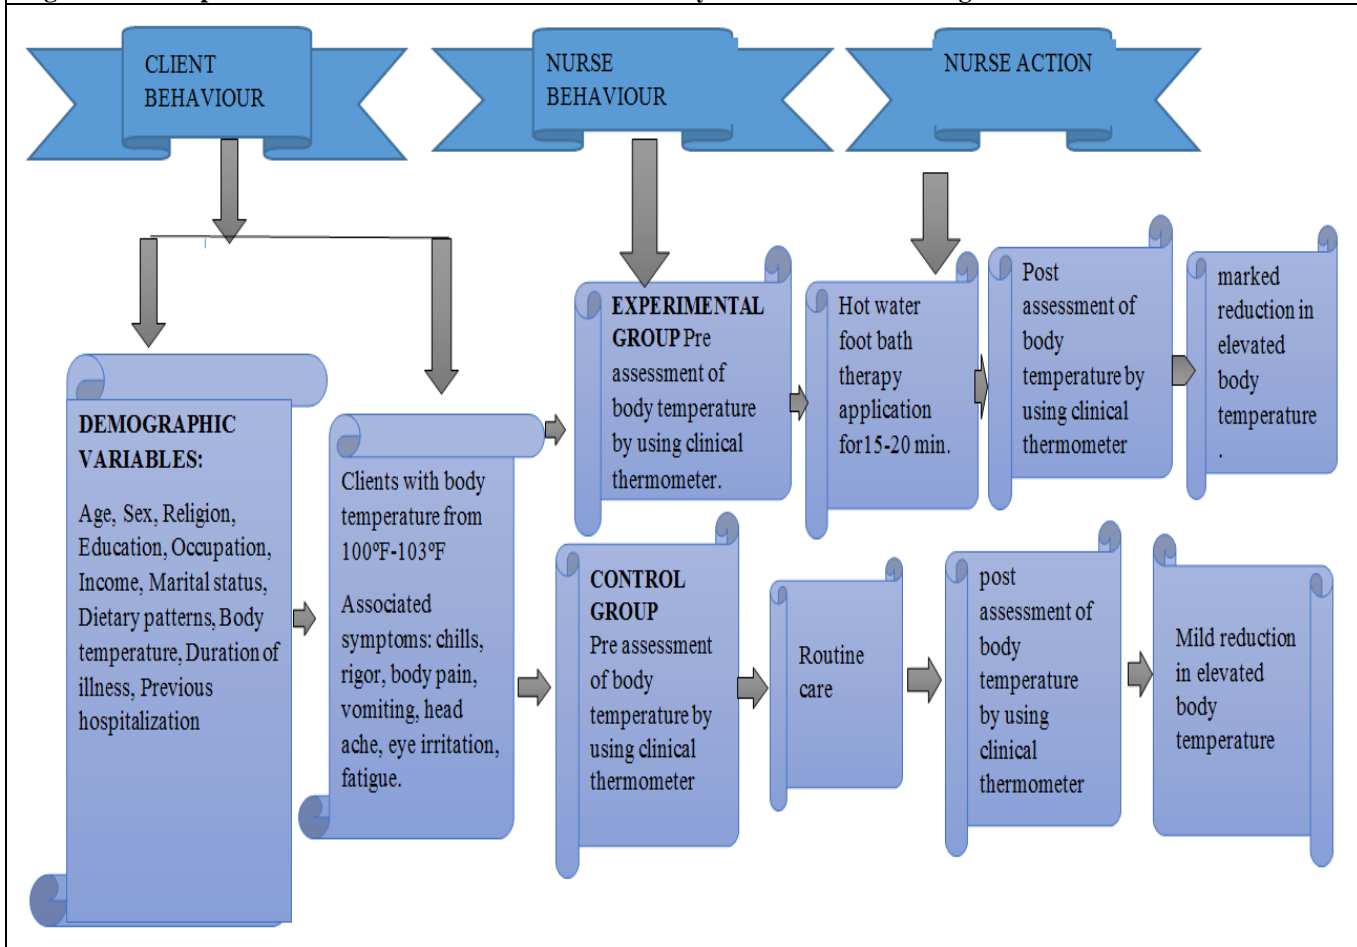 CLIENT
BEHAVIOUR
NURSE
BEHAVIOUR
NURSE ACTION
DEMOGRAPHIC
VARIABLES:
Age, Sex, Religion,
Education, Occupation,
Income, Marital status,
Dietary patterns, Body
temperature, Duration of
illness, Previous
hospitalization
Clients with body
temperature from
100ºF-103ºF
Associated
symptoms: chills,
rigor, body pain,
vomiting, head
ache, eye irritation,
fatigue.
EXPERIMENTAL
GROUP Pre
assessment of
body temperature
by using clinical
thermometer.
Hot water
foot bath
therapy
application
for15-20 min.
Post
assessment of
body
temperature by
using clinical
thermometer
marked
reduction in
elevated
body
temperature
.
CONTROL
GROUP
Pre assessment
of body
temperature by
using clinical
thermometer
Routine
care
post
assessment of
body
temperature
by using
clinical
thermometer
Mild reduction
in elevated
body
temperature